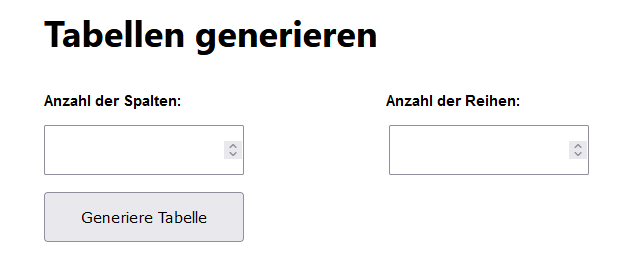 Tabellen generieren
Anzahl der Spalten:
Anzahl der Reihen:
Generiere Tabelle